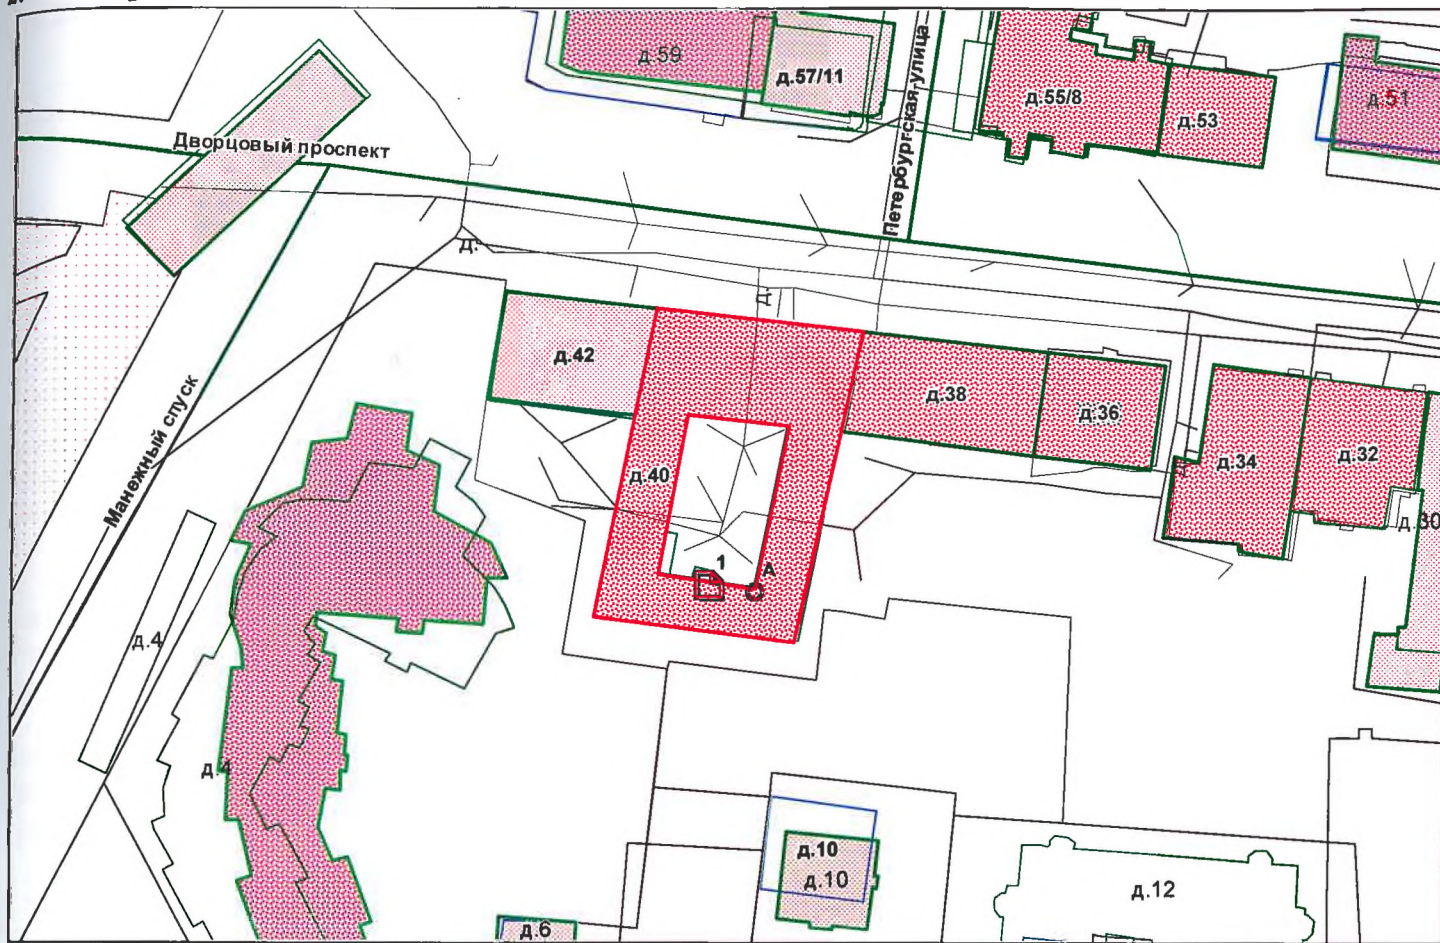 д.59
д.57/11
Петербургская улица
д.55/8
д.53
д.51
Дворцовый проспект
Д.
Д.
Манежный спуск
д.42
д.38
д.36
д.40
д.34
д.32
д.30
1
А
д.4
д.4
д.10
д.10
д.12
д.6